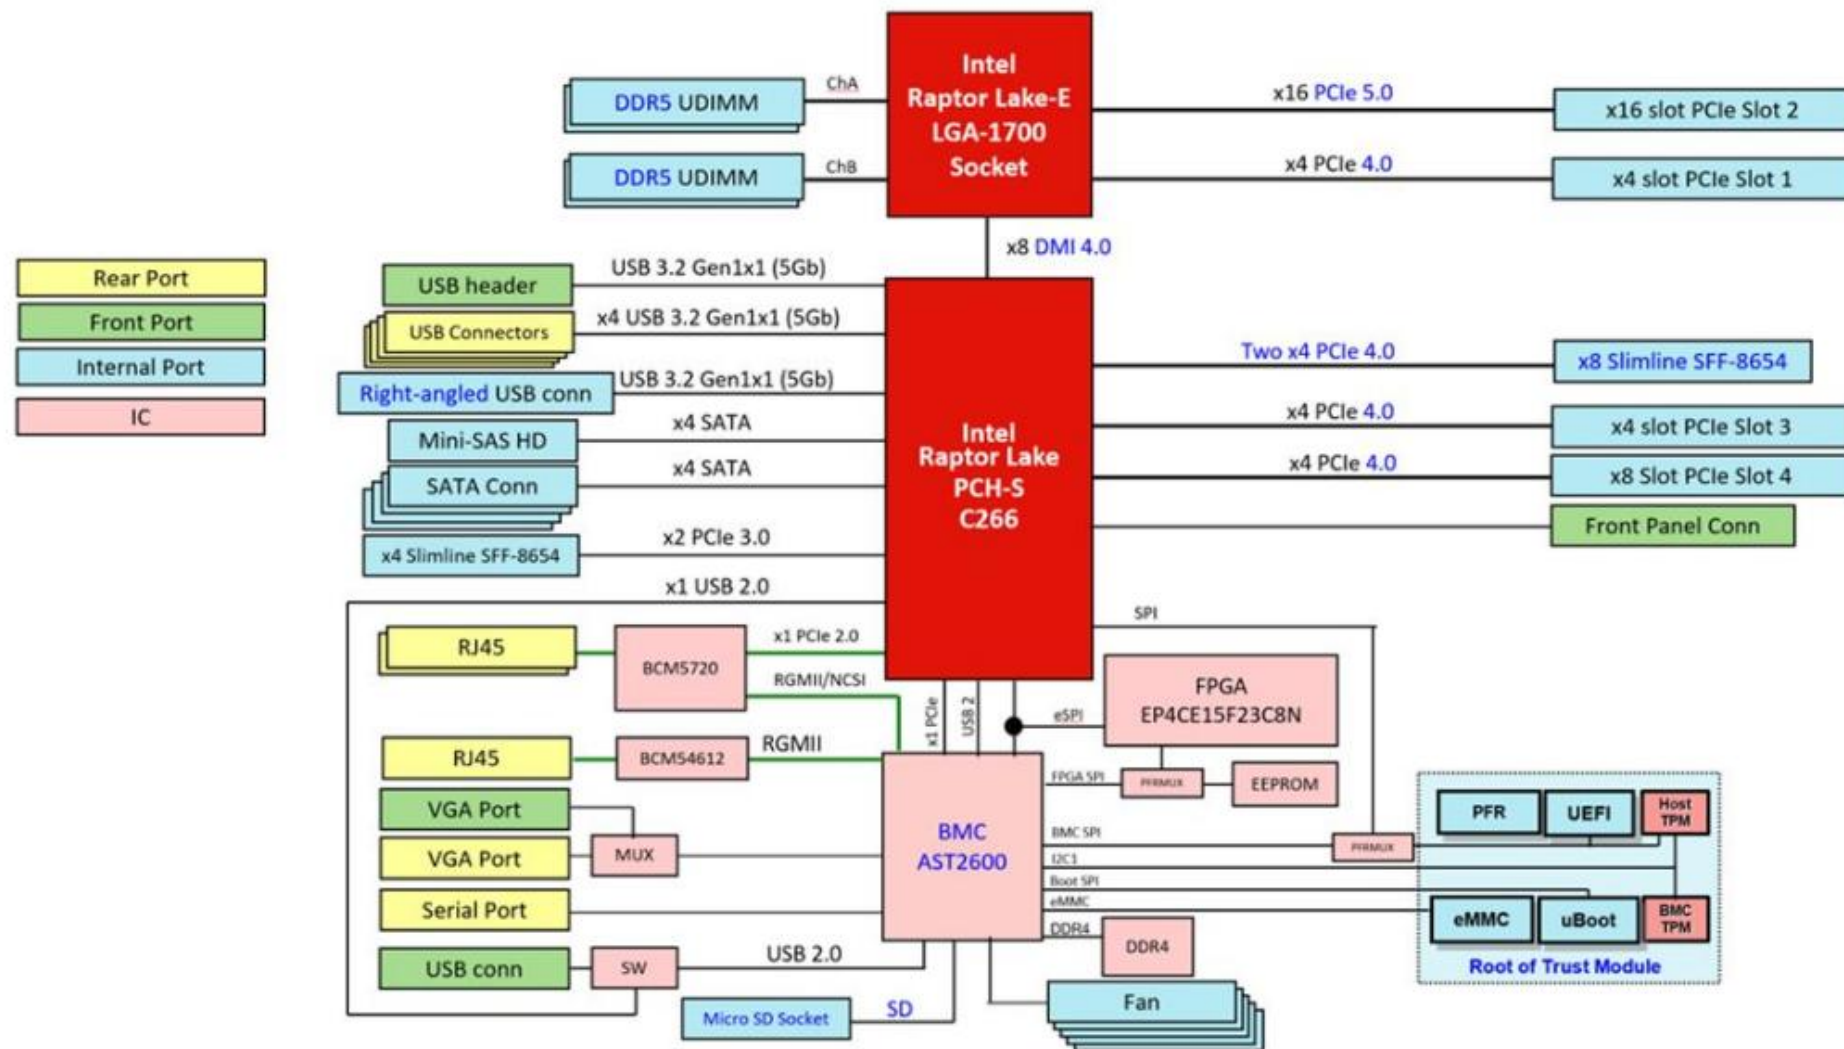 Intel
Raptor Lake-E
LGA-1700
Socket
DDR5 UDIMM
ChA
DDR5 UDIMM
ChB
x16 PCIe 5.0
x16 slot PCIe Slot 2
x4 PCIe 4.0
x4 slot PCIe Slot 1
x8 DMI 4.0
Rear Port
Front Port
Internal Port
IC
USB header
USB 3.2 Gen1x1 (5Gb)
USB Connectors
x4 USB 3.2 Gen1x1 (5Gb)
Right-angled USB conn
USB 3.2 Gen1x1 (5Gb)
Mini-SAS HD
x4 SATA
SATA Conn
x4 SATA
x4 Slimline SFF-8654
x2 PCIe 3.0
x1 USB 2.0
Intel
Raptor Lake
PCH-S
C266
Two x4 PCIe 4.0
x8 Slimline SFF-8654
x4 PCIe 4.0
x4 slot PCIe Slot 3
x4 PCIe 4.0
x8 Slot PCIe Slot 4
Front Panel Conn
SPI
RJ45
BCM5720
x1 PCIe 2.0
RGMII/NCSI
x1 PCIe
USB 2
eSPI
FPGA
EP4CE15F23C8N
RJ45
BCM54612
RGMII
VGA Port
VGA Port
MUX
Serial Port
USB conn
SW
USB 2.0
Micro SD Socket
SD
BMC
AST2600
FPGA SPI
PFRMUX
EEPROM
BMC SPI
PFRMUX
I2C1
Boot SPI
eMMC
DDR4
DDR4
Fan
PFR
UEFI
Host
TPM
eMMC
uBoot
BMC
TPM
Root of Trust Module